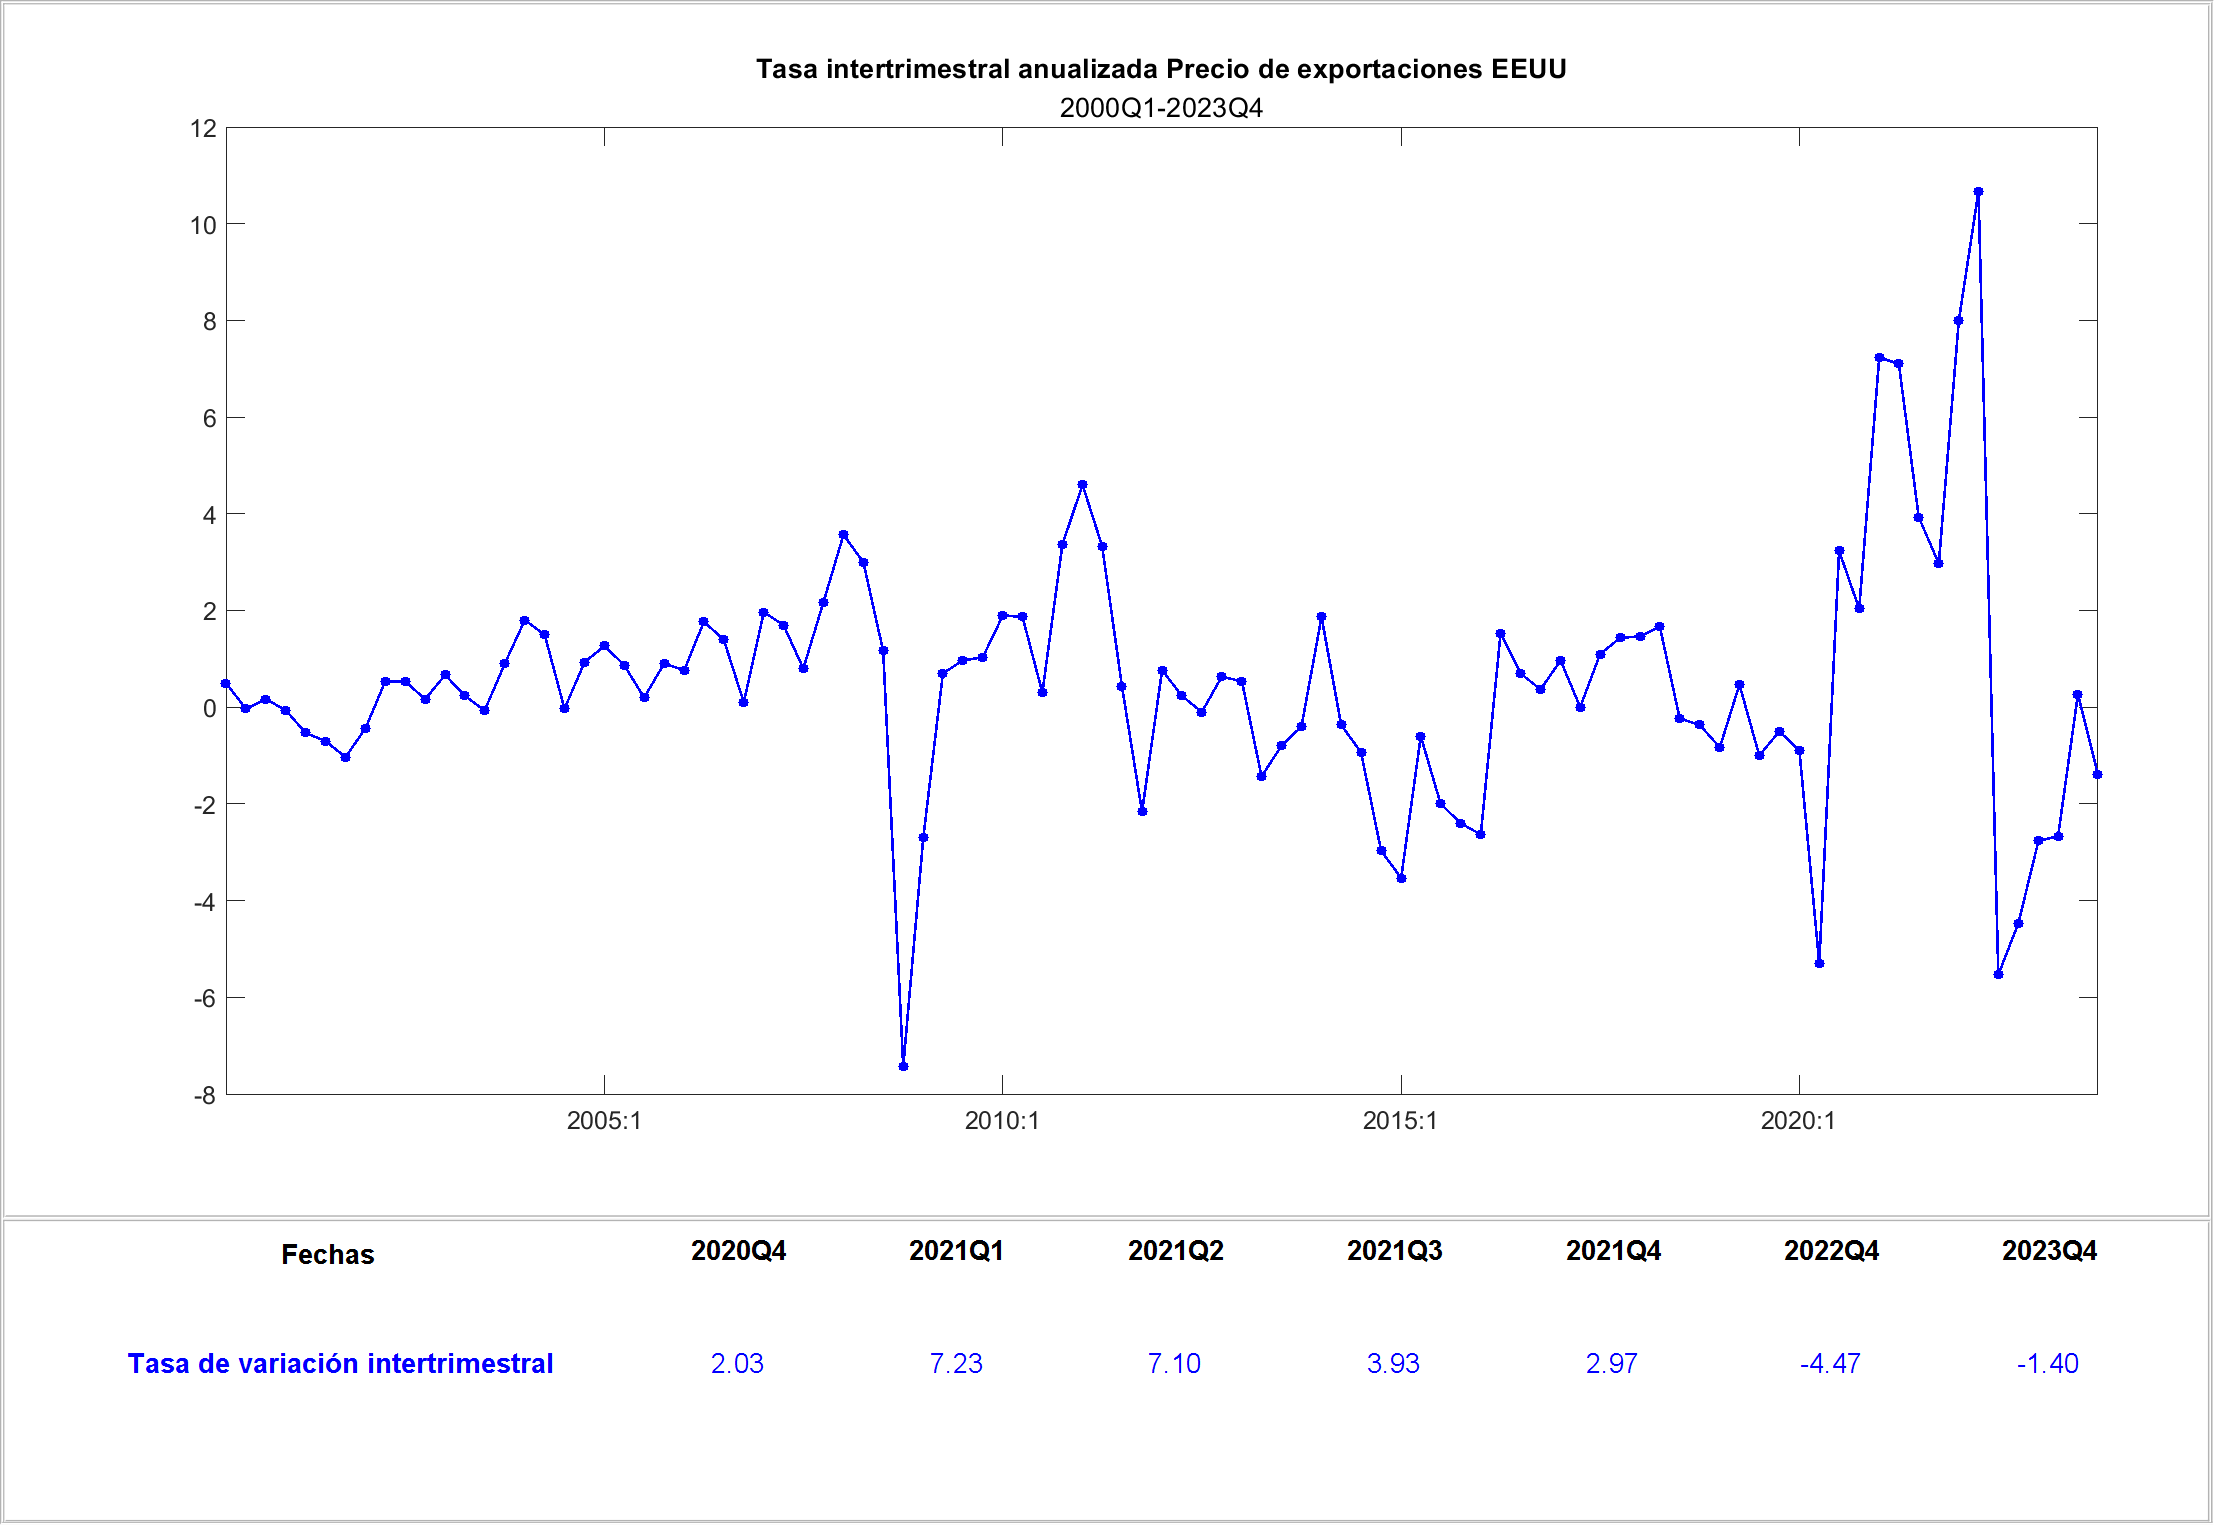 Tasa intertrimestral anualizada Precio de exportaciones EEUU
2000Q1-2023Q4
12
10
8
6
4
2
0
-2
-4
-6
-8
2005:1 2010:1 2015:1 2020:1
Fechas 2020Q4 2021Q1 2021Q2 2021Q3 2021Q4 2022Q4 2023Q4
Tasa de variación intertrimestral 2.03 7.23 7.10 3.93 2.97 -4.47 -1.40